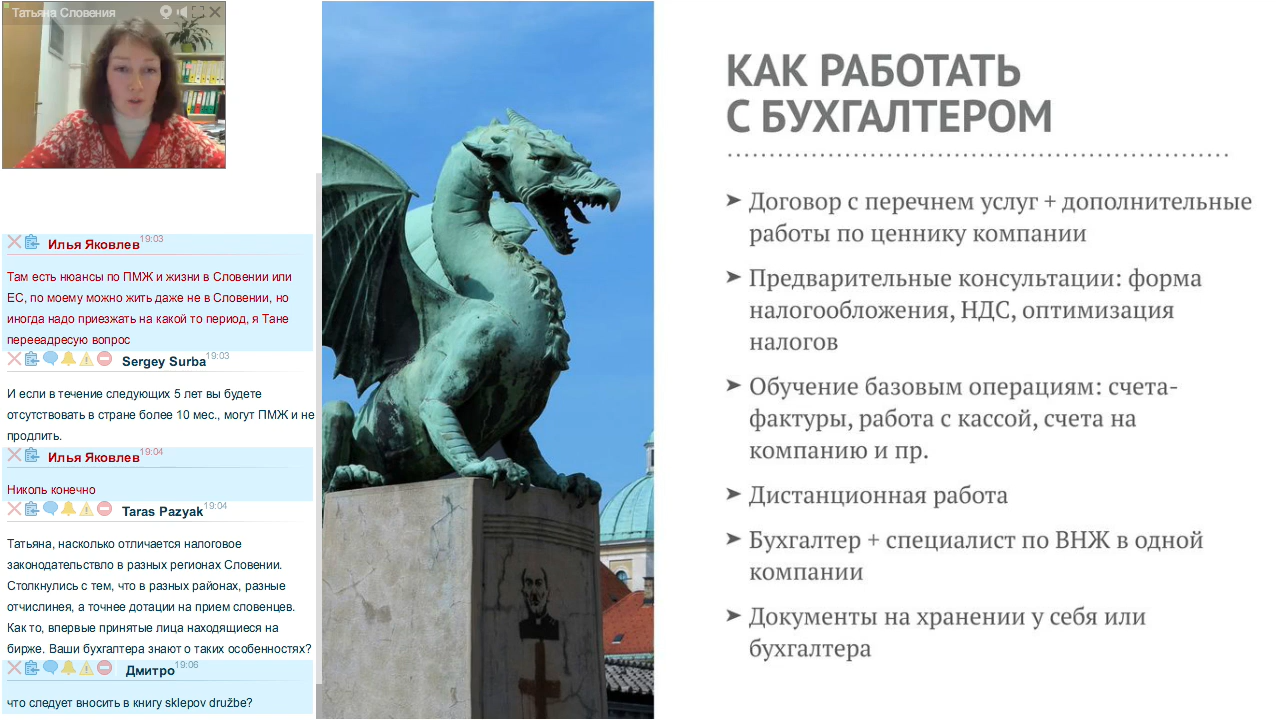 Татьяна Словения
Илья Яковлев 19:03
Там есть нюансы по ПМЖ и жизни в Словении или
ЕС, по моему можно жить даже не в Словении, но
иногда надо приезжать на какой то период, я Тане
перееадресую вопрос
Sergey Surba 19:03
И если в течение следующих 5 лет вы будете
отсутствовать в стране более 10 мес., могут ПМЖ и не
продлить.
Илья Яковлев 19:04
Николь конечно
Taras Pazyak 19:04
Татьяна, насколько отличается налоговое
законодательствло в разных регионах Словении.
Столкнулись с тем, что в разных районах, разные
отчислинея, а точнее дотации на прием словенцев.
Как то, впервые принятые лица находящиеся на
бирже. Ваши бухгалтера знают о таких особенностях?
Дмитро 19:06
что следует вносить в книгу sklepov družbe?
КАК РАБОТАТЬ
С БУХГАЛТЕРОМ
➤ Договор с перечнем услуг + дополнительные
работы по ценнику компании
➤ Предварительные консультации: форма
налогообложения, НДС, оптимизация
налогов
➤ Обучение базовым операциям: счета-
фактуры, работа с кассой, счета на
компанию и пр.
➤ Дистанционная работа
➤ Бухгалтер + специалист по ВНЖ в одной
компании
➤ Документы на хранении у себя или
бухгалтера